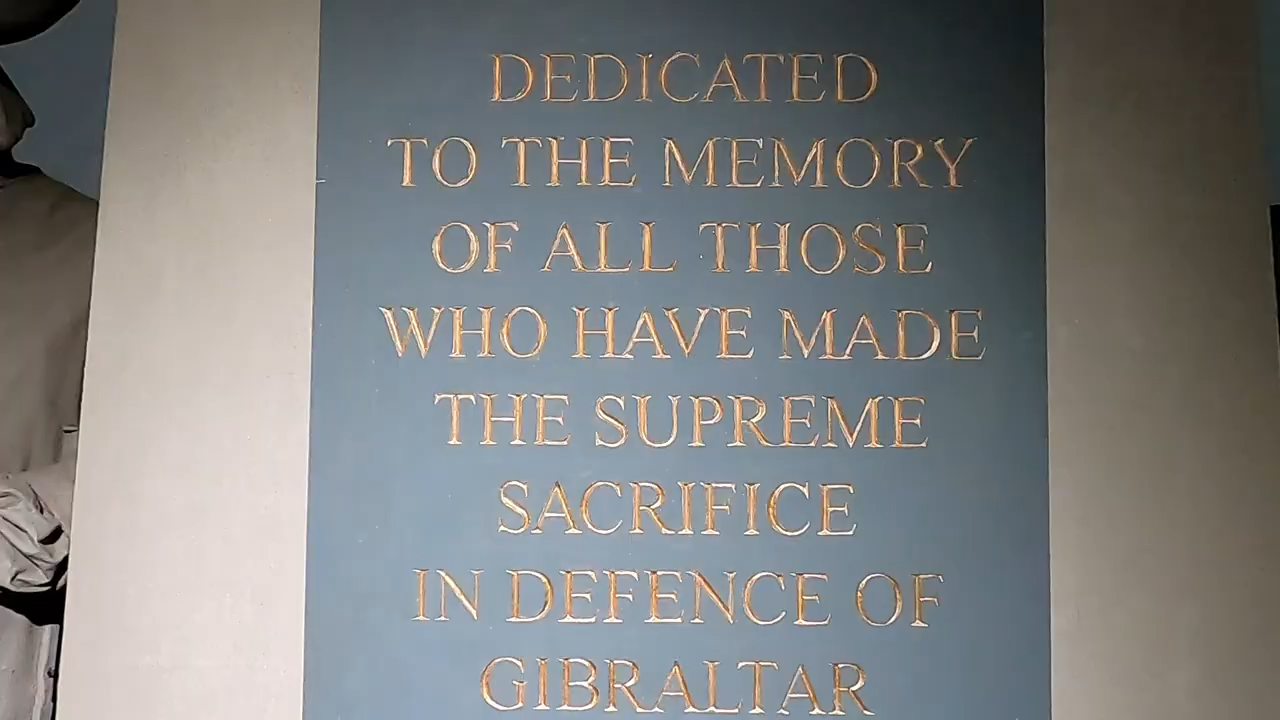 DEDICATED
TO THE MEMORY
OF ALL THOSE
WHO HAVE MADE
THE SUPREME
SACRIFICE
IN DEFENCE OF
GIBRALTAR